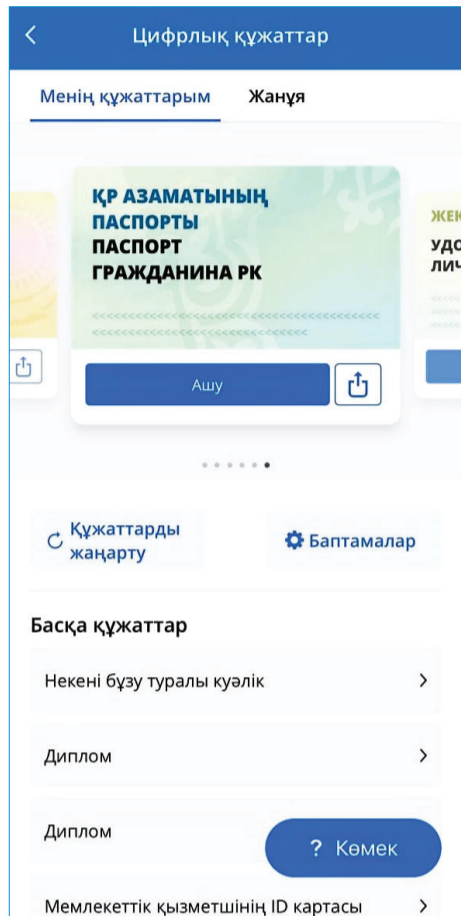 Цифрлық құжаттар
Менің құжаттарым Жанұя
ҚР АЗАМАТЫНЫҢ
ПАСПОРТЫ
ПАСПОРТ
ГРАЖДАНИНА РК
<<<<<<<<<<<<<<<<<<<<<<<<<<<<<<<<<<<<<<<<<<<
<<<<<<<<<<<<<<<<<<<<<<<<<<<<<<<<
Ашу
Құжаттарды
жаңарту
Баптамалар
Басқа құжаттар
Некені бұзу туралы куәлік
Диплом
Диплом
? Көмек
Мемлекеттік қызметшінің ID картасы